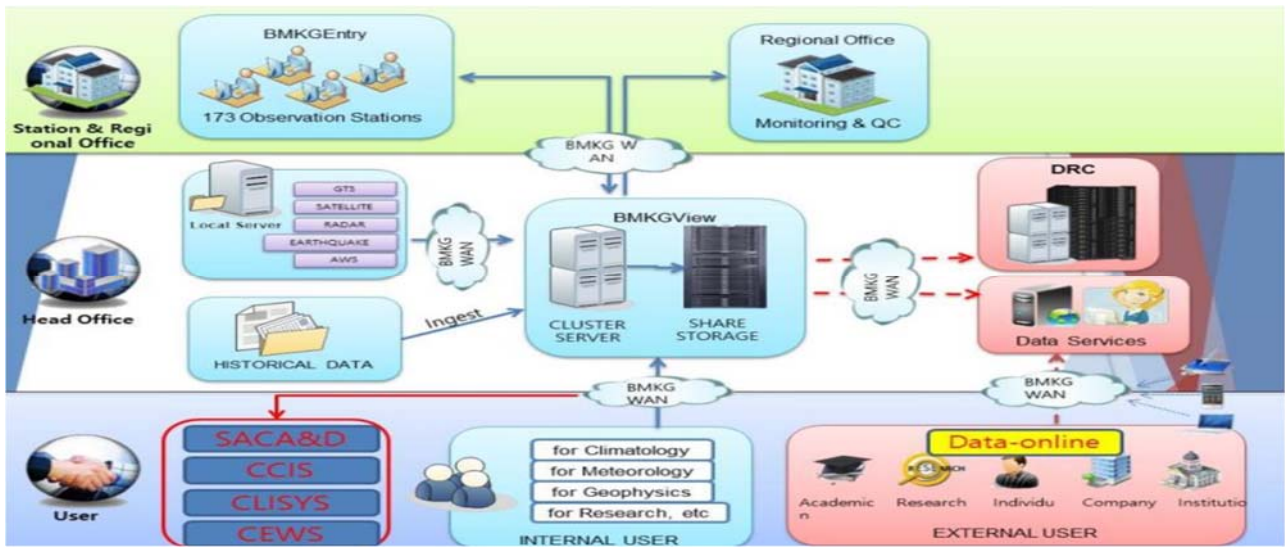 BMKGEntry
173 Observation Stations
Regional Office
Monitoring & QC
Station & Regi
onal Office
BMKG W
AN
Local Server
GTS
SATELLITE
RADAR
EARTHQUAKE
AWS
BMKG
WAN
BMKGView
CLUSTER
SERVER
SHARE
STORAGE
BMKG
WAN
DRC
Data Services
Head Office
HISTORICAL DATA
Ingest
BMKG
WAN
BMKG
WAN
User
SACA&D
CCIS
CLISYS
CEWS
for Climatology
for Meteorology
for Geophysics
for Research, etc
INTERNAL USER
Data-online
RESEARCH
Academic
n
Research
Individu
Company
Institutio
n
EXTERNAL USER